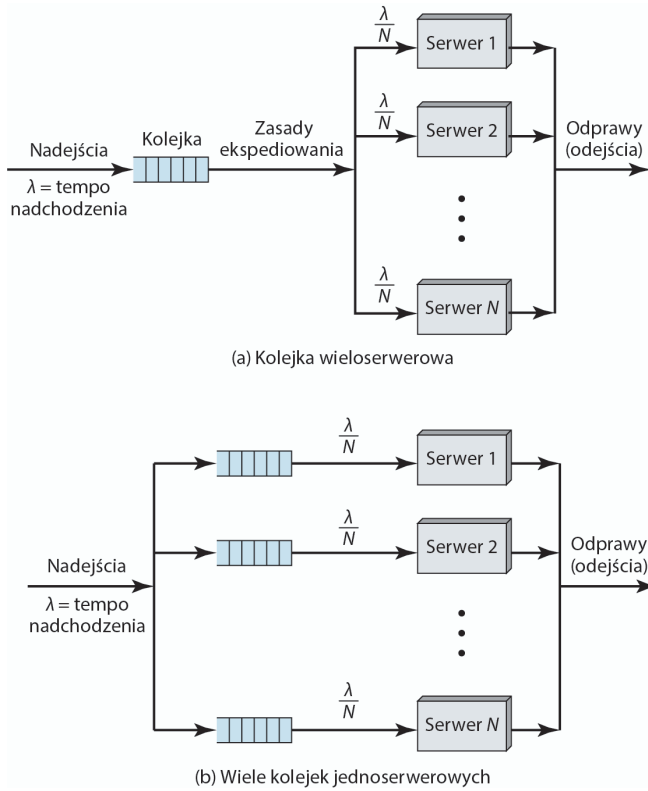 λ
N
Serwer 1
λ
N
Serwer 2
Kolejka
Zasady
ekspediowania
Nadejścia
λ = tempo
nadchodzenia
Odprawy
(odejścia)
λ
N
Serwer N
(a) Kolejka wieloserwerowa
λ
N
Serwer 1
λ
N
Serwer 2
Nadejścia
λ = tempo
nadchodzenia
Odprawy
(odejścia)
λ
N
Serwer N
(b) Wiele kolejek jednoserwerowych